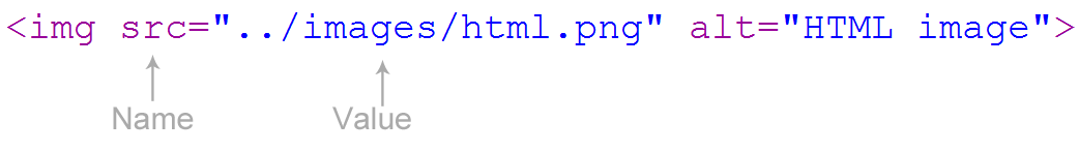 <img src="../images/html.png" alt="HTML image">
Name Value